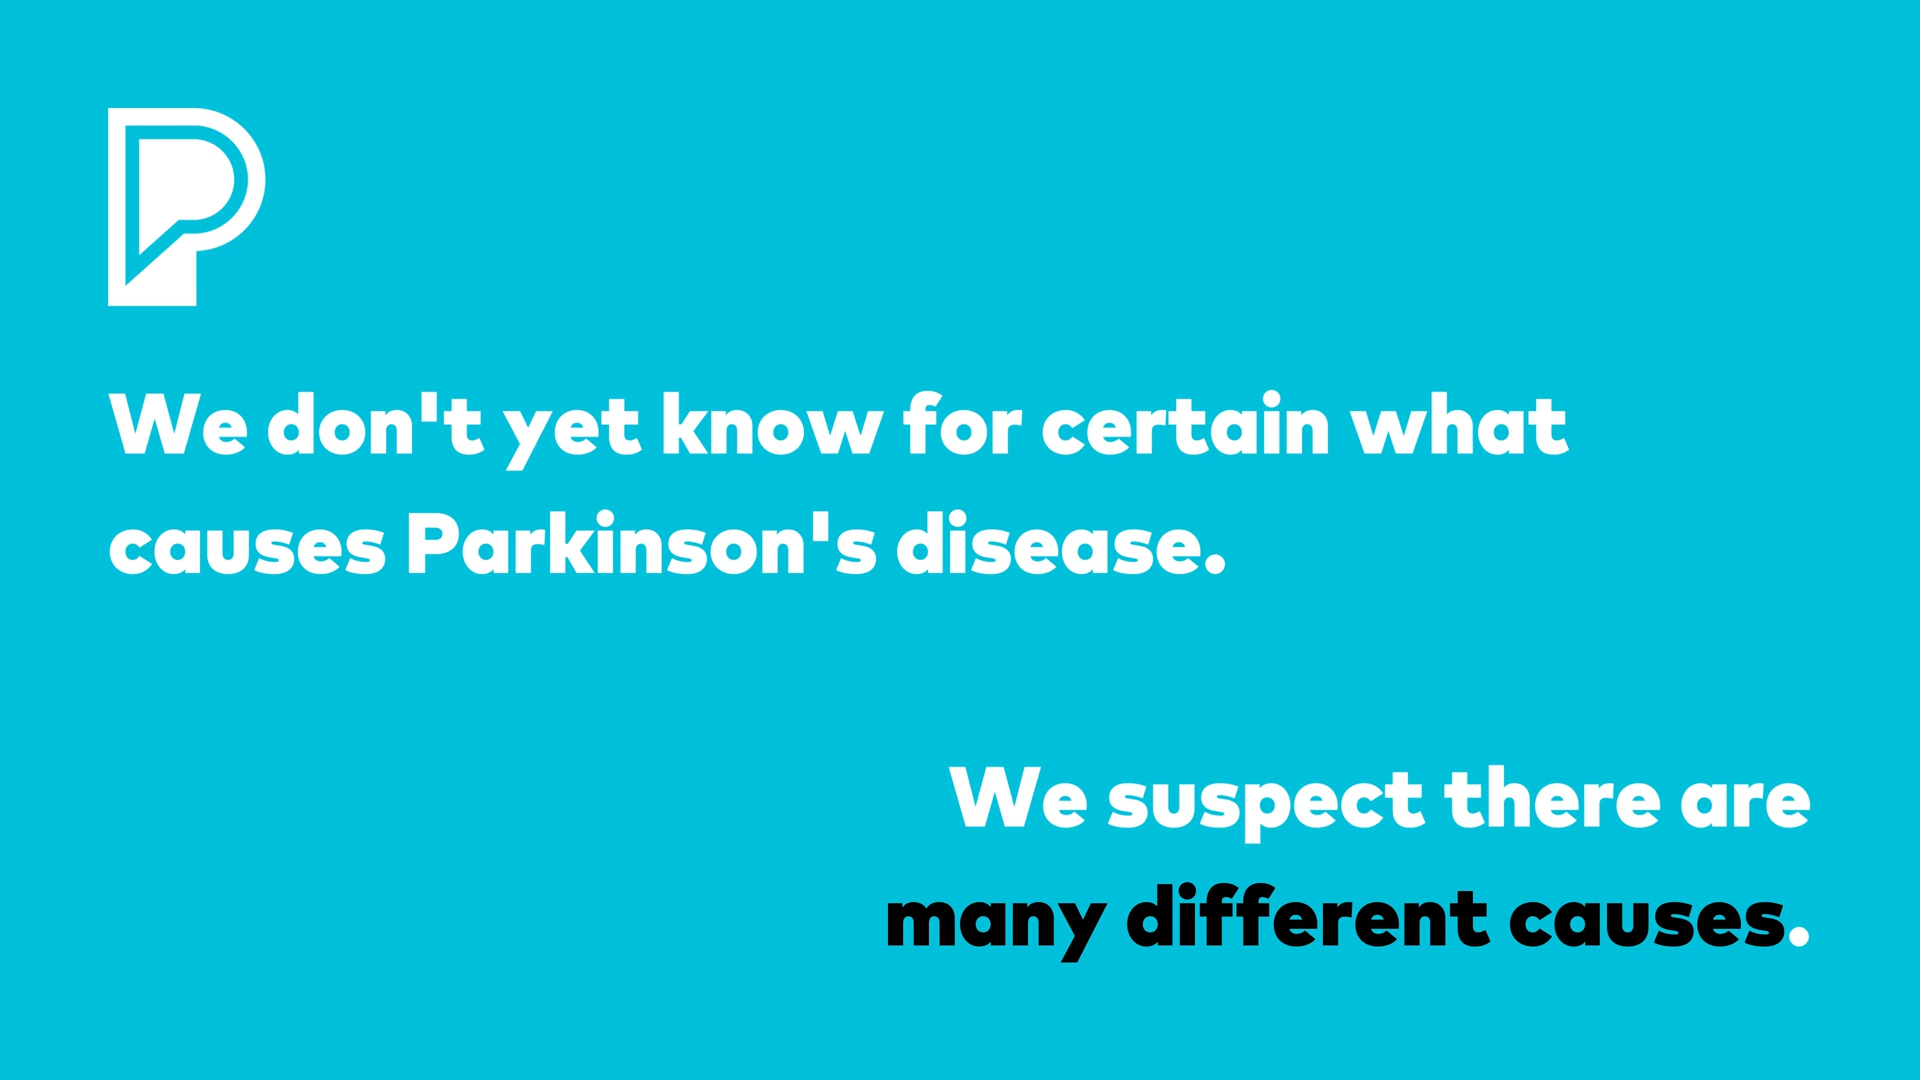 P
We don't yet know for certain what
causes Parkinson's disease.
We suspect there are
many different causes.